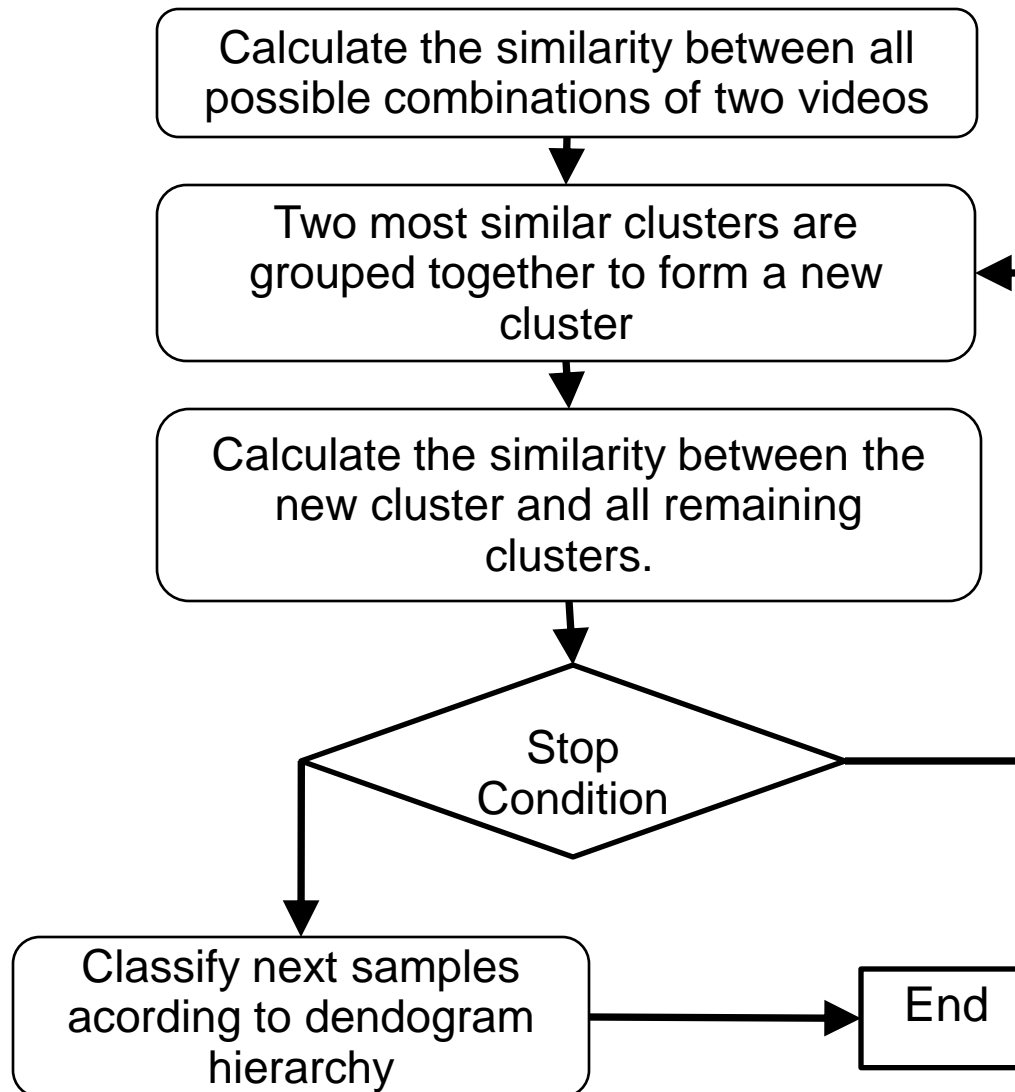 Calculate the similarity between all
possible combinations of two videos
Two most similar clusters are
grouped together to form a new
cluster
Calculate the similarity between the
new cluster and all remaining
clusters.
Stop
Condition
Classify next samples
acording to dendogram
hierarchy
End